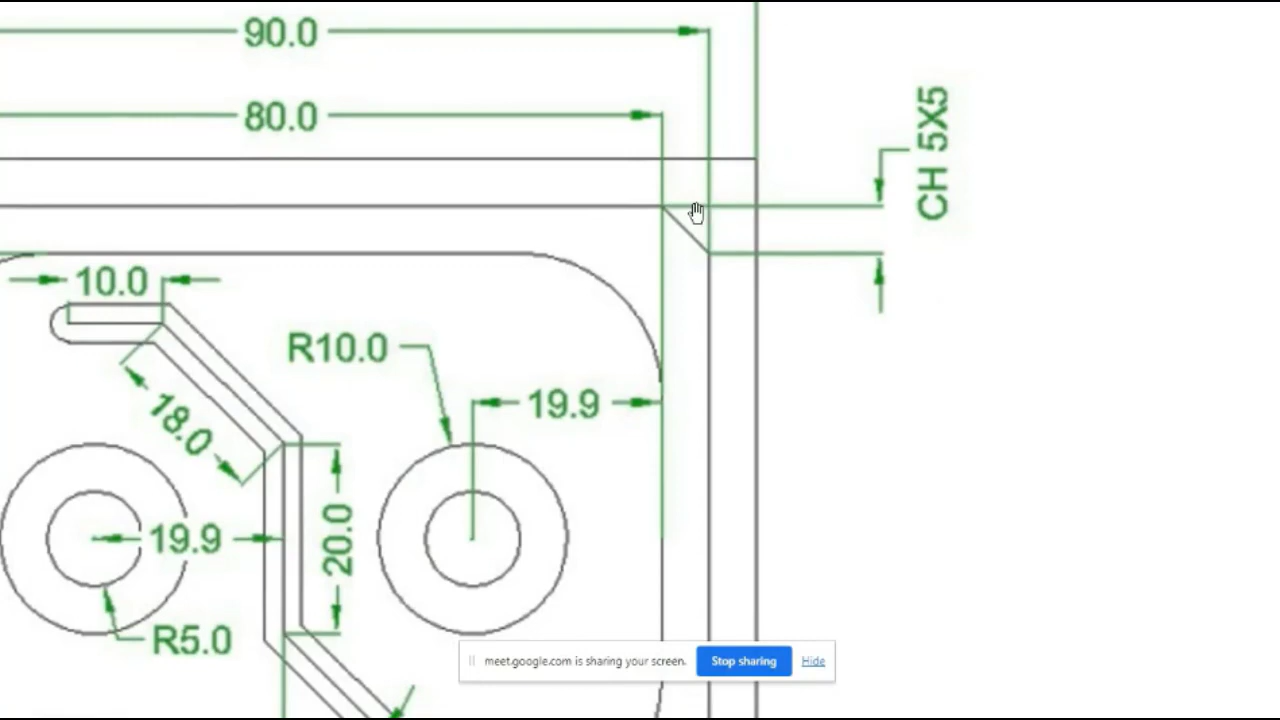 90.0
80.0
CH 5X5
10.0
R10.0
18.0
19.9
19.9
20.0
R5.0
meet.google.com is sharing your screen. Stop sharing Hide